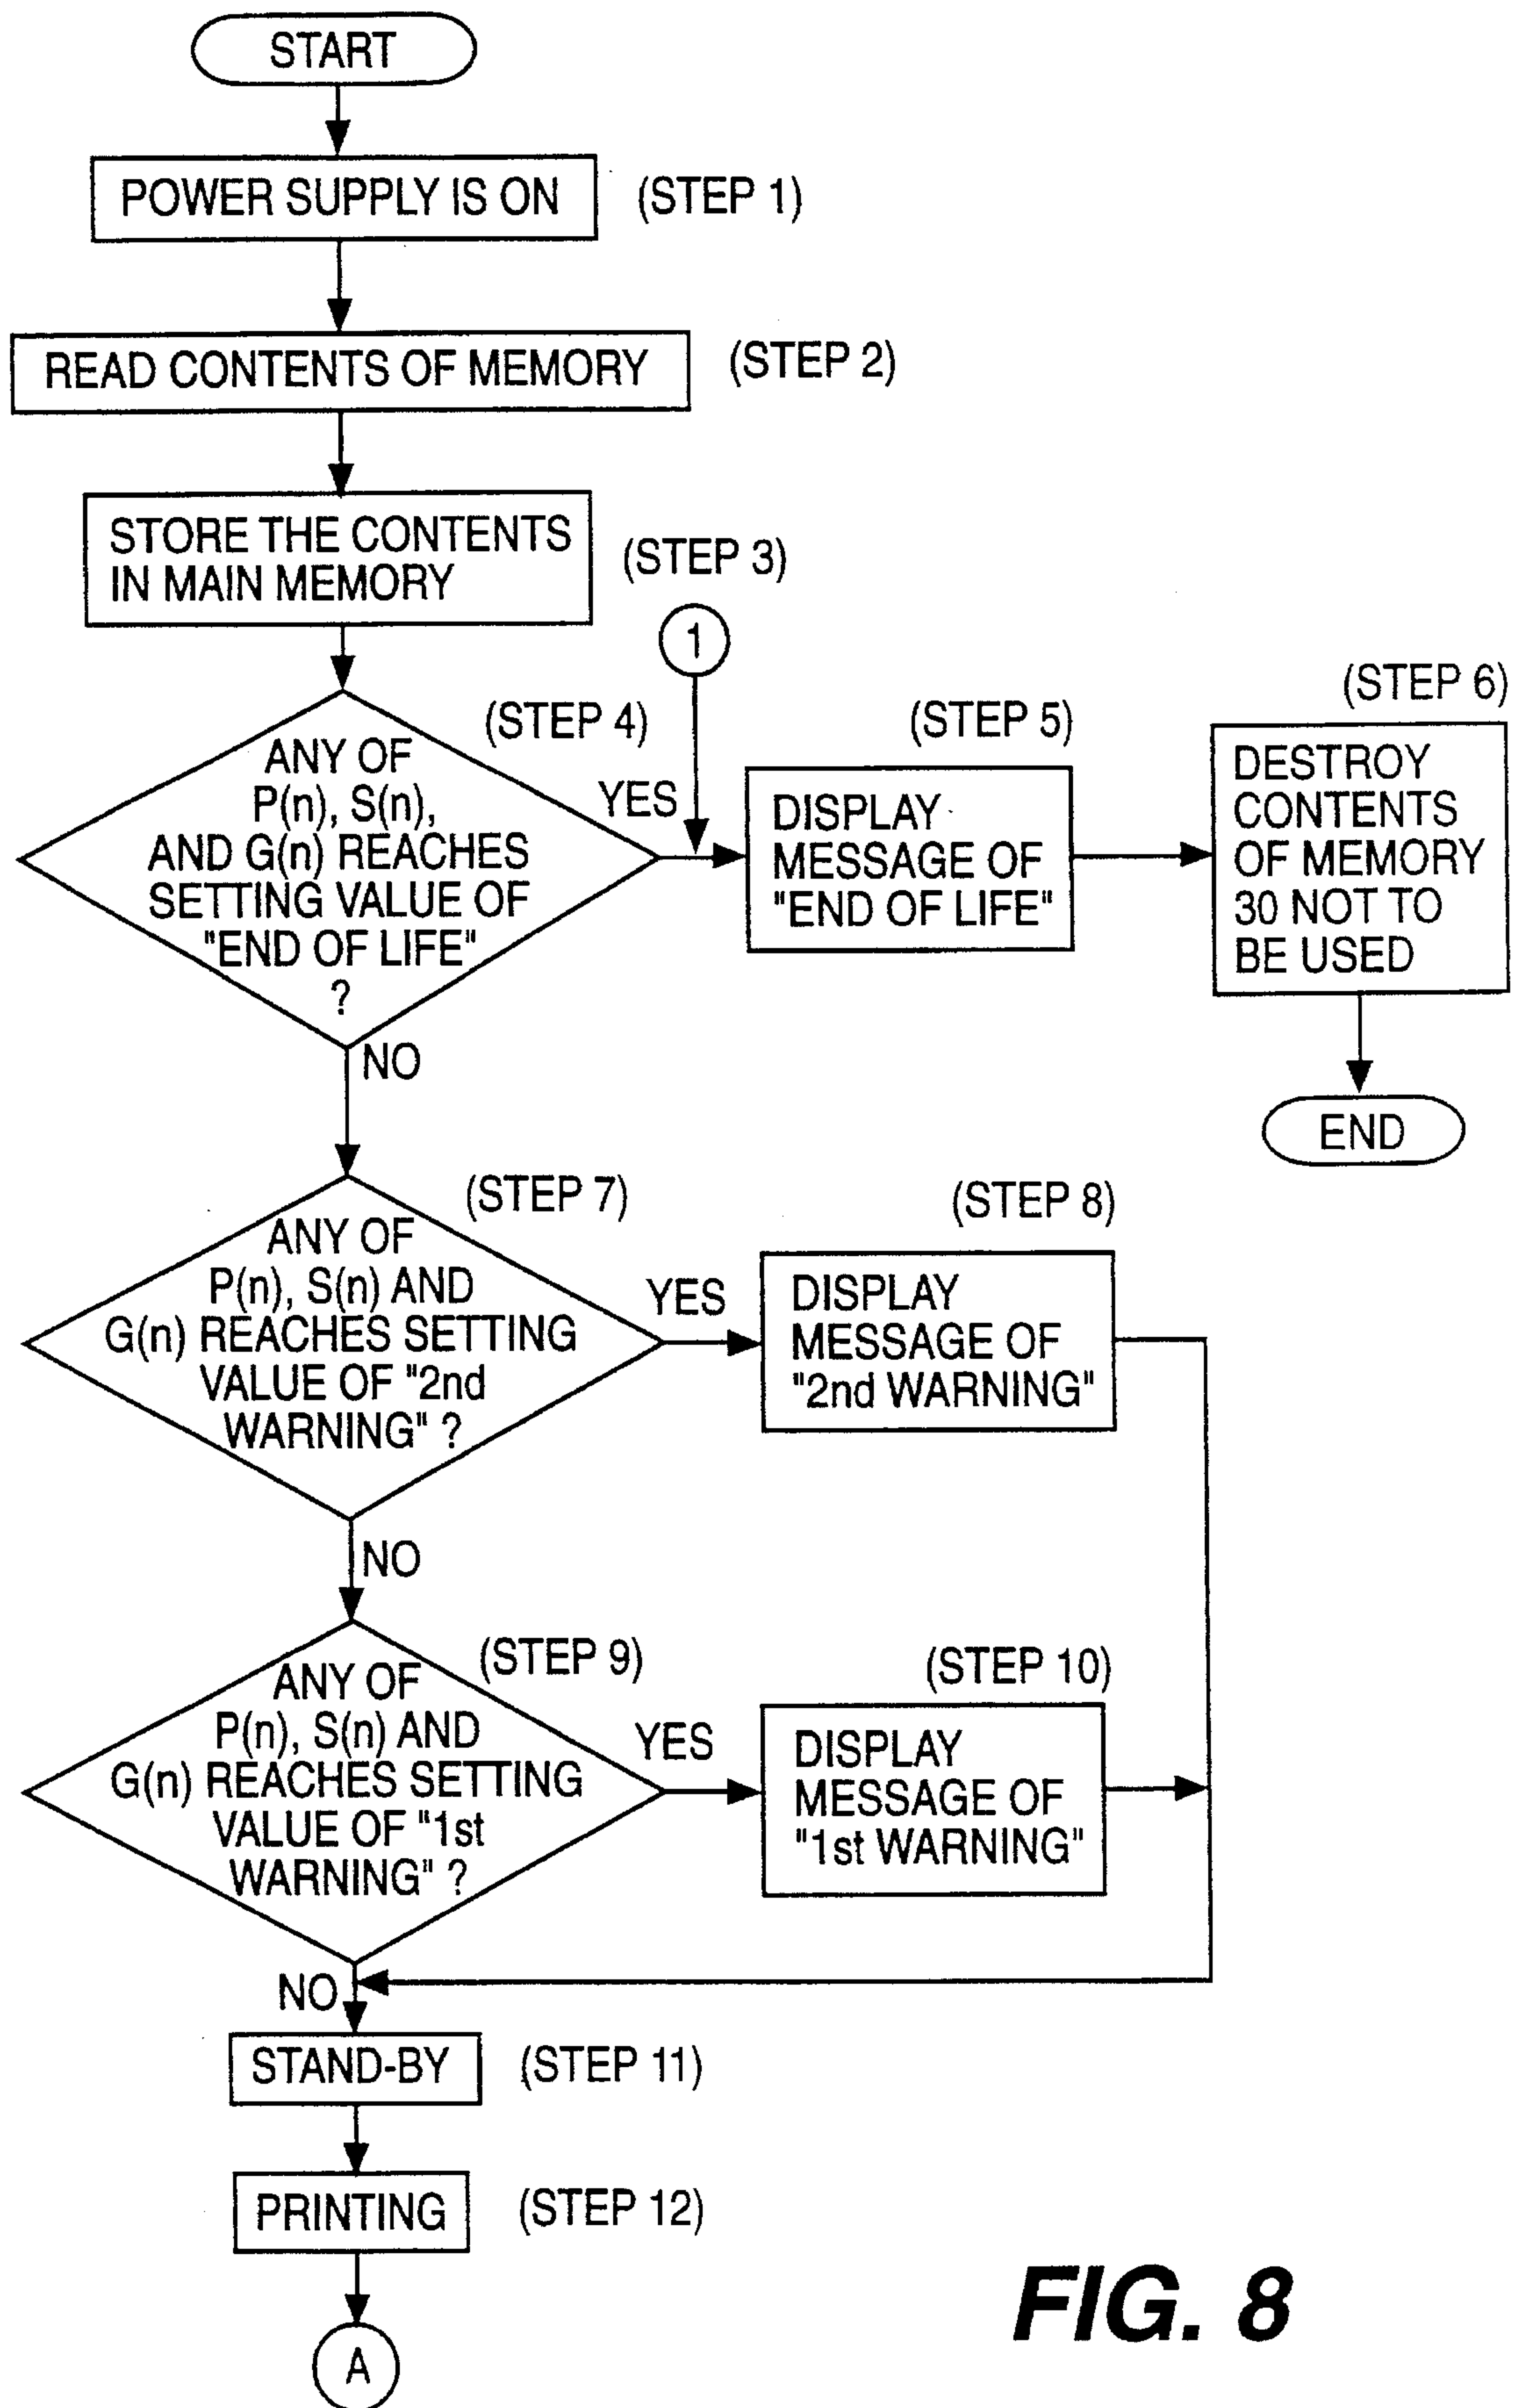 START
POWER SUPPLY IS ON
(STEP 1)
READ CONTENTS OF MEMORY
(STEP 2)
STORE THE CONTENTS
IN MAIN MEMORY
(STEP 3)
1
(STEP 4)
ANY OF
P(n), S(n),
AND G(n) REACHES
SETTING VALUE OF
"END OF LIFE"
?
YES
NO
(STEP 5)
DISPLAY
MESSAGE OF
"END OF LIFE"
(STEP 6)
DESTROY
CONTENTS
OF MEMORY
30 NOT TO
BE USED
END
(STEP 7)
ANY OF
P(n), S(n) AND
G(n) REACHES SETTING
VALUE OF "2nd
WARNING" ?
YES
NO
(STEP 8)
DISPLAY
MESSAGE OF
"2nd WARNING"
(STEP 9)
ANY OF
P(n), S(n) AND
G(n) REACHES SETTING
VALUE OF "1st
WARNING" ?
YES
NO
(STEP 10)
DISPLAY
MESSAGE OF
"1st WARNING"
STAND-BY
(STEP 11)
PRINTING
(STEP 12)
A
FIG. 8